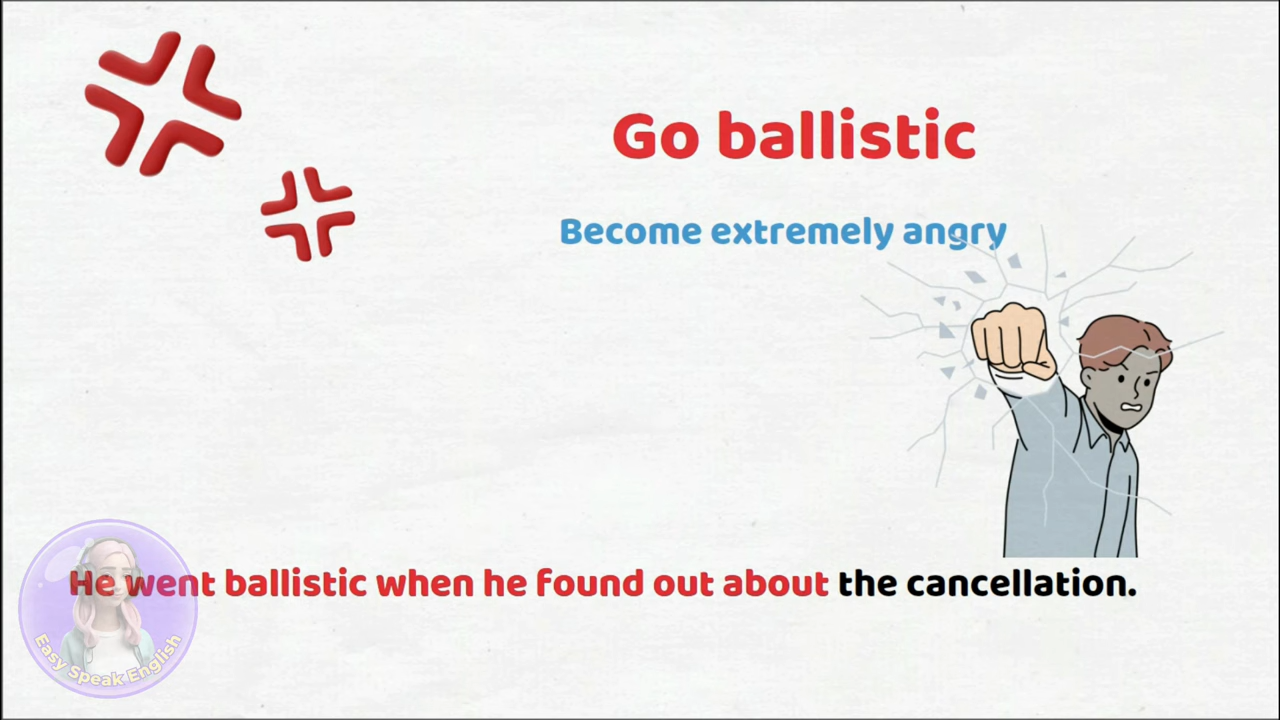 Go ballistic
Become extremely angry
He went ballistic when he found out about the cancellation.
Easy Speak English